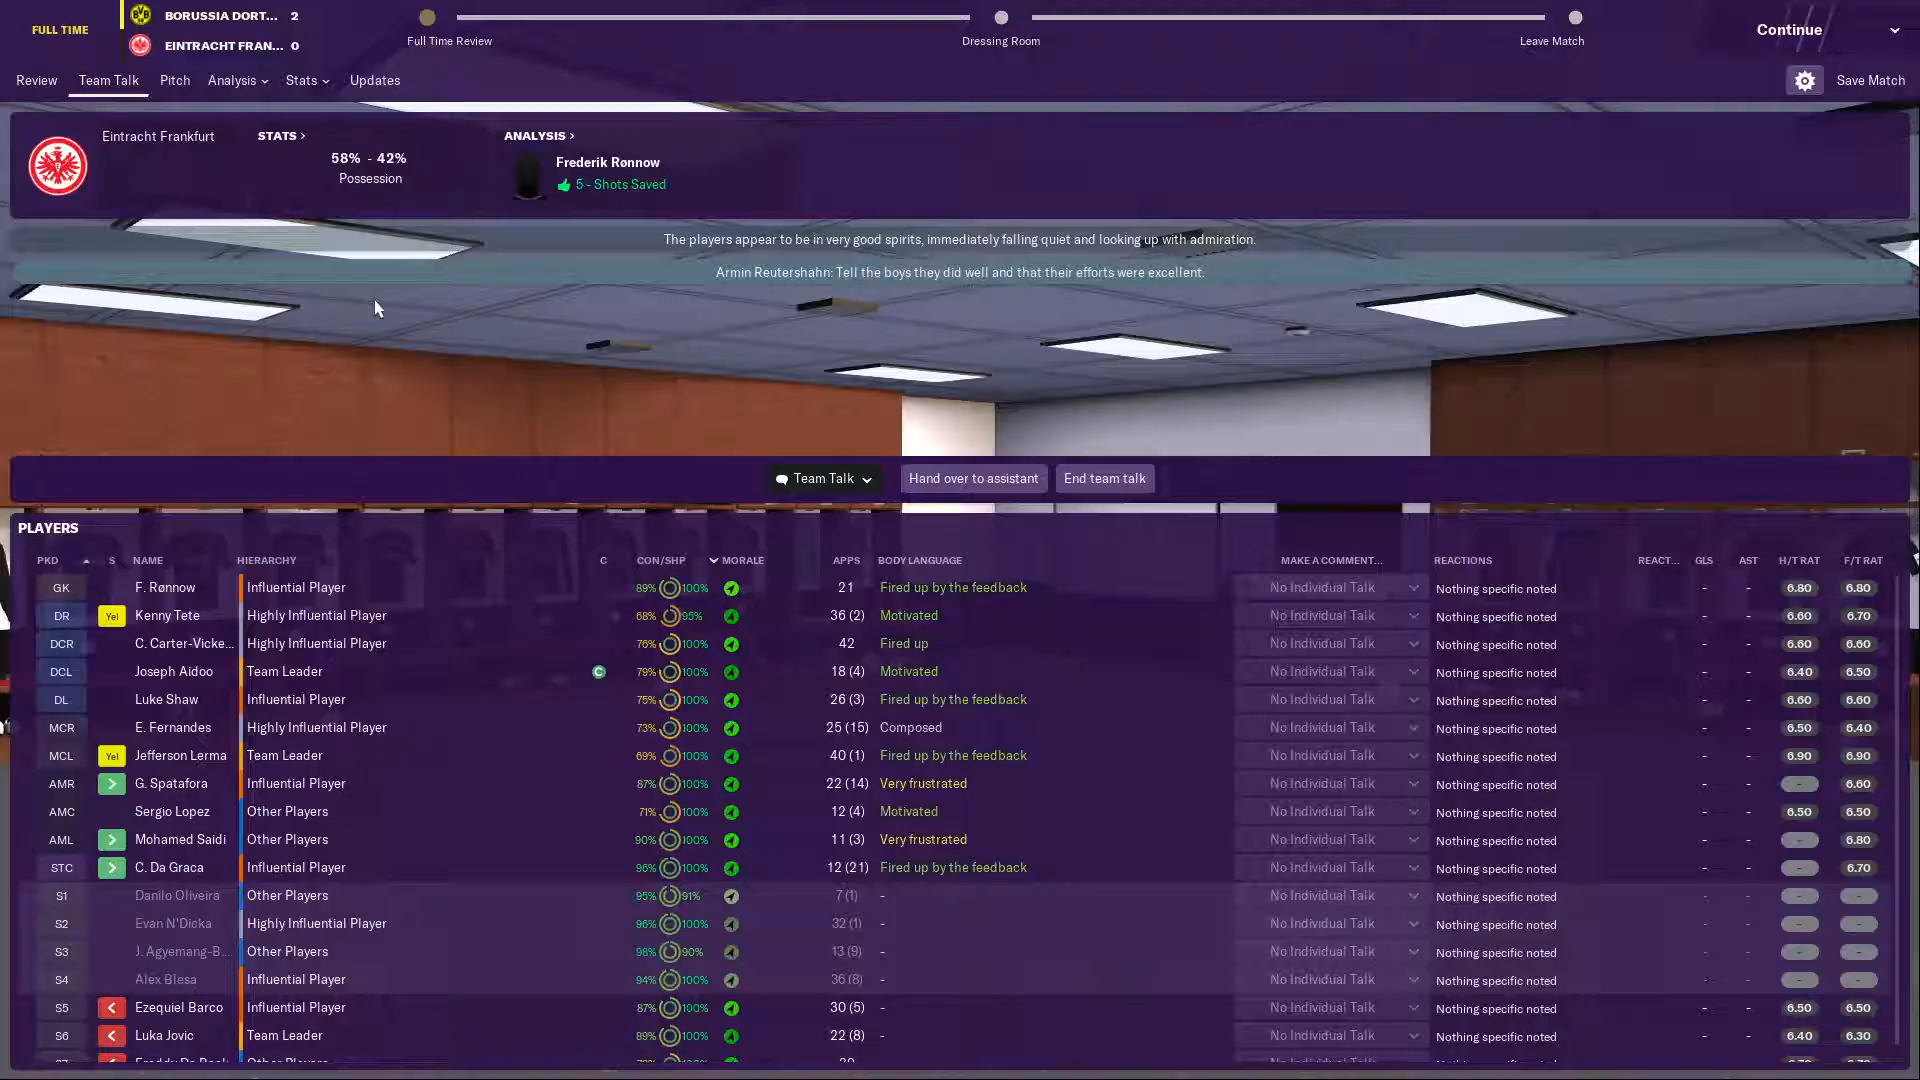 FULL TIME
BORUSSIA DORT... 2
EINTRACHT FRAN... 0
Full Time Review
Dressing Room
Leave Match
Continue
Review Team Talk Pitch Analysis Stats Updates
Save Match
Eintracht Frankfurt
STATS >
58% - 42%
Possession
ANALYSIS >
Frederik Rønnow
5 - Shots Saved
The players appear to be in very good spirits, immediately falling quiet and looking up with admiration.
Armin Reutershahn: Tell the boys they did well and that their efforts were excellent.
Team Talk Hand over to assistant End team talk
PLAYERS
PKD S NAME HIERARCHY C CON/SHP MORALE APPS BODY LANGUAGE MAKE A COMMENT... REACTIONS REACT... GLS AST H/T RAT F/T RAT
GK F. Rønnow Influential Player 89% 100% 21 Fired up by the feedback No Individual Talk Nothing specific noted - - 6.80 6.80
DR Yel Kenny Tete Highly Influential Player 68% 95% 36 (2) Motivated No Individual Talk Nothing specific noted - - 6.60 6.70
DCR C. Carter-Vicke... Highly Influential Player 76% 100% 42 Fired up No Individual Talk Nothing specific noted - - 6.60 6.60
DCL Joseph Aidoo Team Leader C 79% 100% 18 (4) Motivated No Individual Talk Nothing specific noted - - 6.40 6.50
DL Luke Shaw Influential Player 75% 100% 26 (3) Fired up by the feedback No Individual Talk Nothing specific noted - - 6.60 6.60
MCR E. Fernandes Highly Influential Player 73% 100% 25 (15) Composed No Individual Talk Nothing specific noted - - 6.50 6.40
MCL Yel Jefferson Lerma Team Leader 69% 100% 40 (1) Fired up by the feedback No Individual Talk Nothing specific noted - - 6.90 6.90
AMR G. Spatafora Influential Player 87% 100% 22 (14) Very frustrated No Individual Talk Nothing specific noted - - - 6.60
AMC Sergio Lopez Other Players 71% 100% 12 (4) Motivated No Individual Talk Nothing specific noted - - 6.50 6.50
AML Mohamed Saidi Other Players 90% 100% 11 (3) Very frustrated No Individual Talk Nothing specific noted - - - 6.80
STC C. Da Graca Influential Player 96% 100% 12 (21) Fired up by the feedback No Individual Talk Nothing specific noted - - - 6.70
S1 Danilo Oliveira Other Players 95% 91% 7 (1) - No Individual Talk Nothing specific noted - - - -
S2 Evan N'Dicka Highly Influential Player 96% 100% 32 (1) - No Individual Talk Nothing specific noted - - - -
S3 J. Agyemang-B... Other Players 98% 90% 13 (9) - No Individual Talk Nothing specific noted - - - -
S4 Alex Blesa Influential Player 94% 100% 36 (8) - No Individual Talk Nothing specific noted - - - -
S5 Ezequiel Barco Influential Player 87% 100% 30 (5) - No Individual Talk Nothing specific noted - - 6.50 6.50
S6 Luka Jovic Team Leader 89% 100% 22 (8) - No Individual Talk Nothing specific noted - - 6.40 6.30